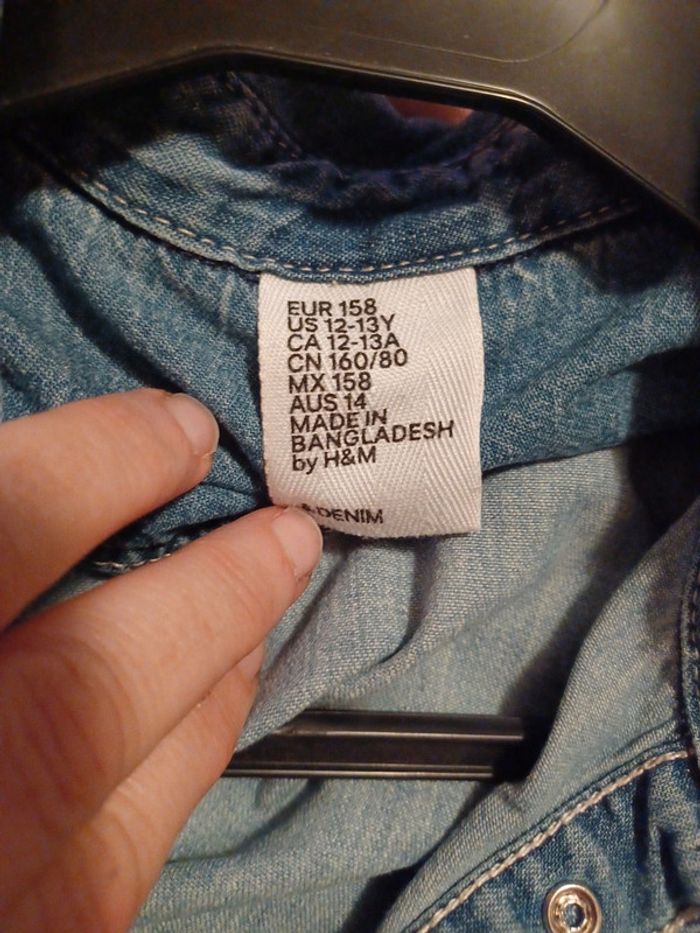 EUR 158
US 12-13Y
CA 12-13A
CN 160/80
MX 158
AUS 14
MADE IN
BANGLADESH
by H&M
&DENIM